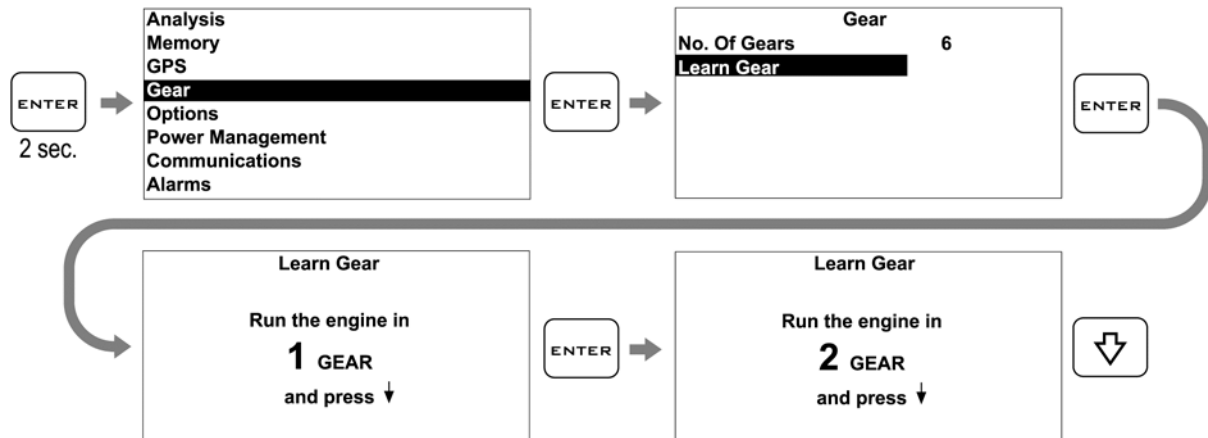 ENTER
2 sec.
Analysis
Memory
GPS
Gear
Options
Power Management
Communications
Alarms
ENTER
Gear
No. Of Gears 6
Learn Gear
ENTER
Learn Gear
Run the engine in
1 GEAR
and press ↓
ENTER
Learn Gear
Run the engine in
2 GEAR
and press ↓